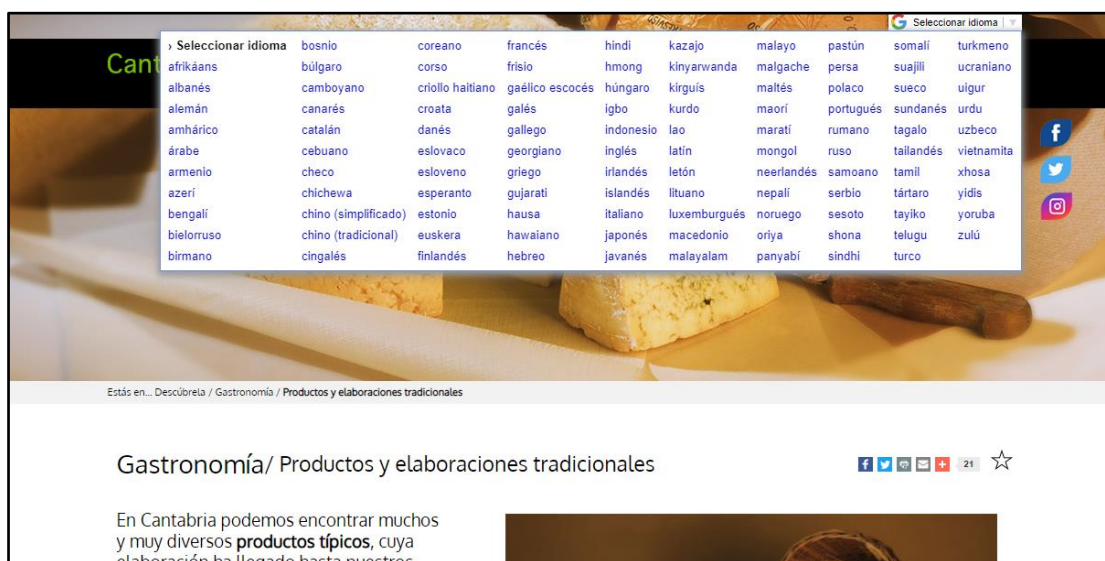 Seleccionar idioma
Cant
› Seleccionar idioma bosnio coreano francés hindi kazajo malayo pastún somalí turkmeno
afrikáans búlgaro corso frisio hmong kinyarwanda malgache persa suajili ucraniano
albanés camboyano criollo haitiano gaélico escocés húngaro kirguís maltés polaco sueco uigur
alemán canarés croata galés igbo kurdo maorí portugués sundanés urdu
amhárico catalán danés gallego indonesio lao maratí rumano tagalo uzbeco
árabe cebuano eslovaco georgiano inglés latín mongol ruso tailandés vietnamita
armenio checo esloveno griego irlandés letón neerlandés samoano tamil xhosa
azerí chichewa esperanto gujarati islandés lituano nepalí serbio tártaro yidis
bengalí chino (simplificado) estonio hausa italiano luxemburgués noruego sesoto tayiko yoruba
bielorruso chino (tradicional) euskera hawaiano japonés macedonio oriya shona telugu zulú
birmano cingalés finlandés hebreo javanés malayalam panyabí sindhi turco
Estás en... Descúbrela / Gastronomía / Productos y elaboraciones tradicionales
Gastronomía/ Productos y elaboraciones tradicionales
21
En Cantabria podemos encontrar muchos
y muy diversos productos típicos, cuya
elaboración ha llegado hasta nuestros